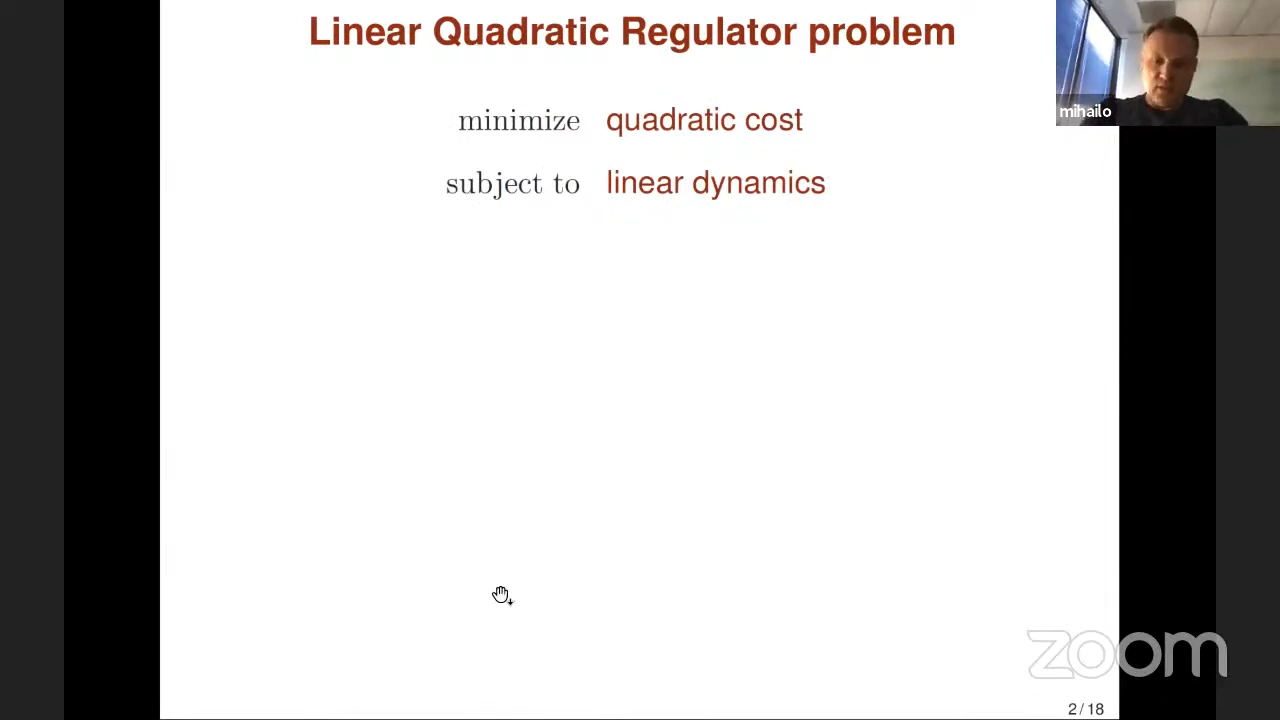 Linear Quadratic Regulator problem
mihailo
minimize quadratic cost
subject to linear dynamics
zoom
2 / 18